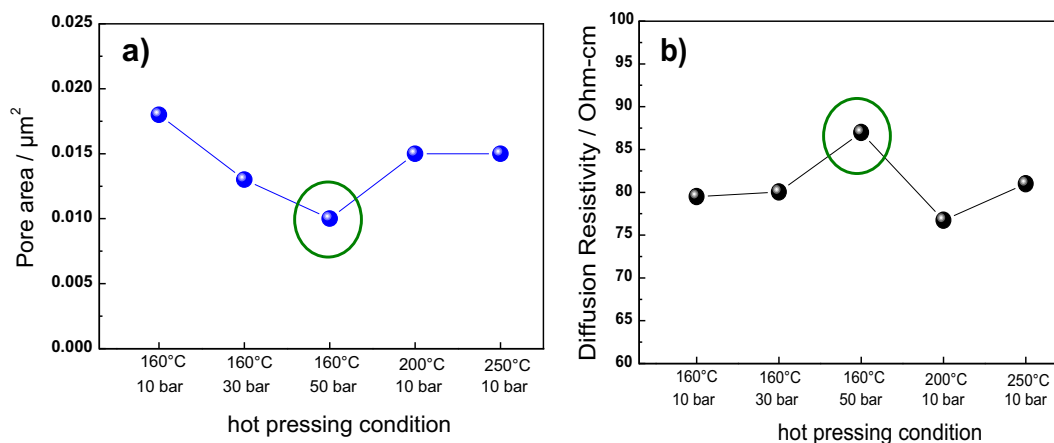 a)
Pore area / µm²
0.025
0.020
0.015
0.010
0.005
0.000
160°C 160°C 160°C 200°C 250°C
10 bar 30 bar 50 bar 10 bar 10 bar
hot pressing condition
b)
Diffusion Resistivity / Ohm-cm
100
95
90
85
80
75
70
65
60
160°C 160°C 160°C 200°C 250°C
10 bar 30 bar 50 bar 10 bar 10 bar
hot pressing condition